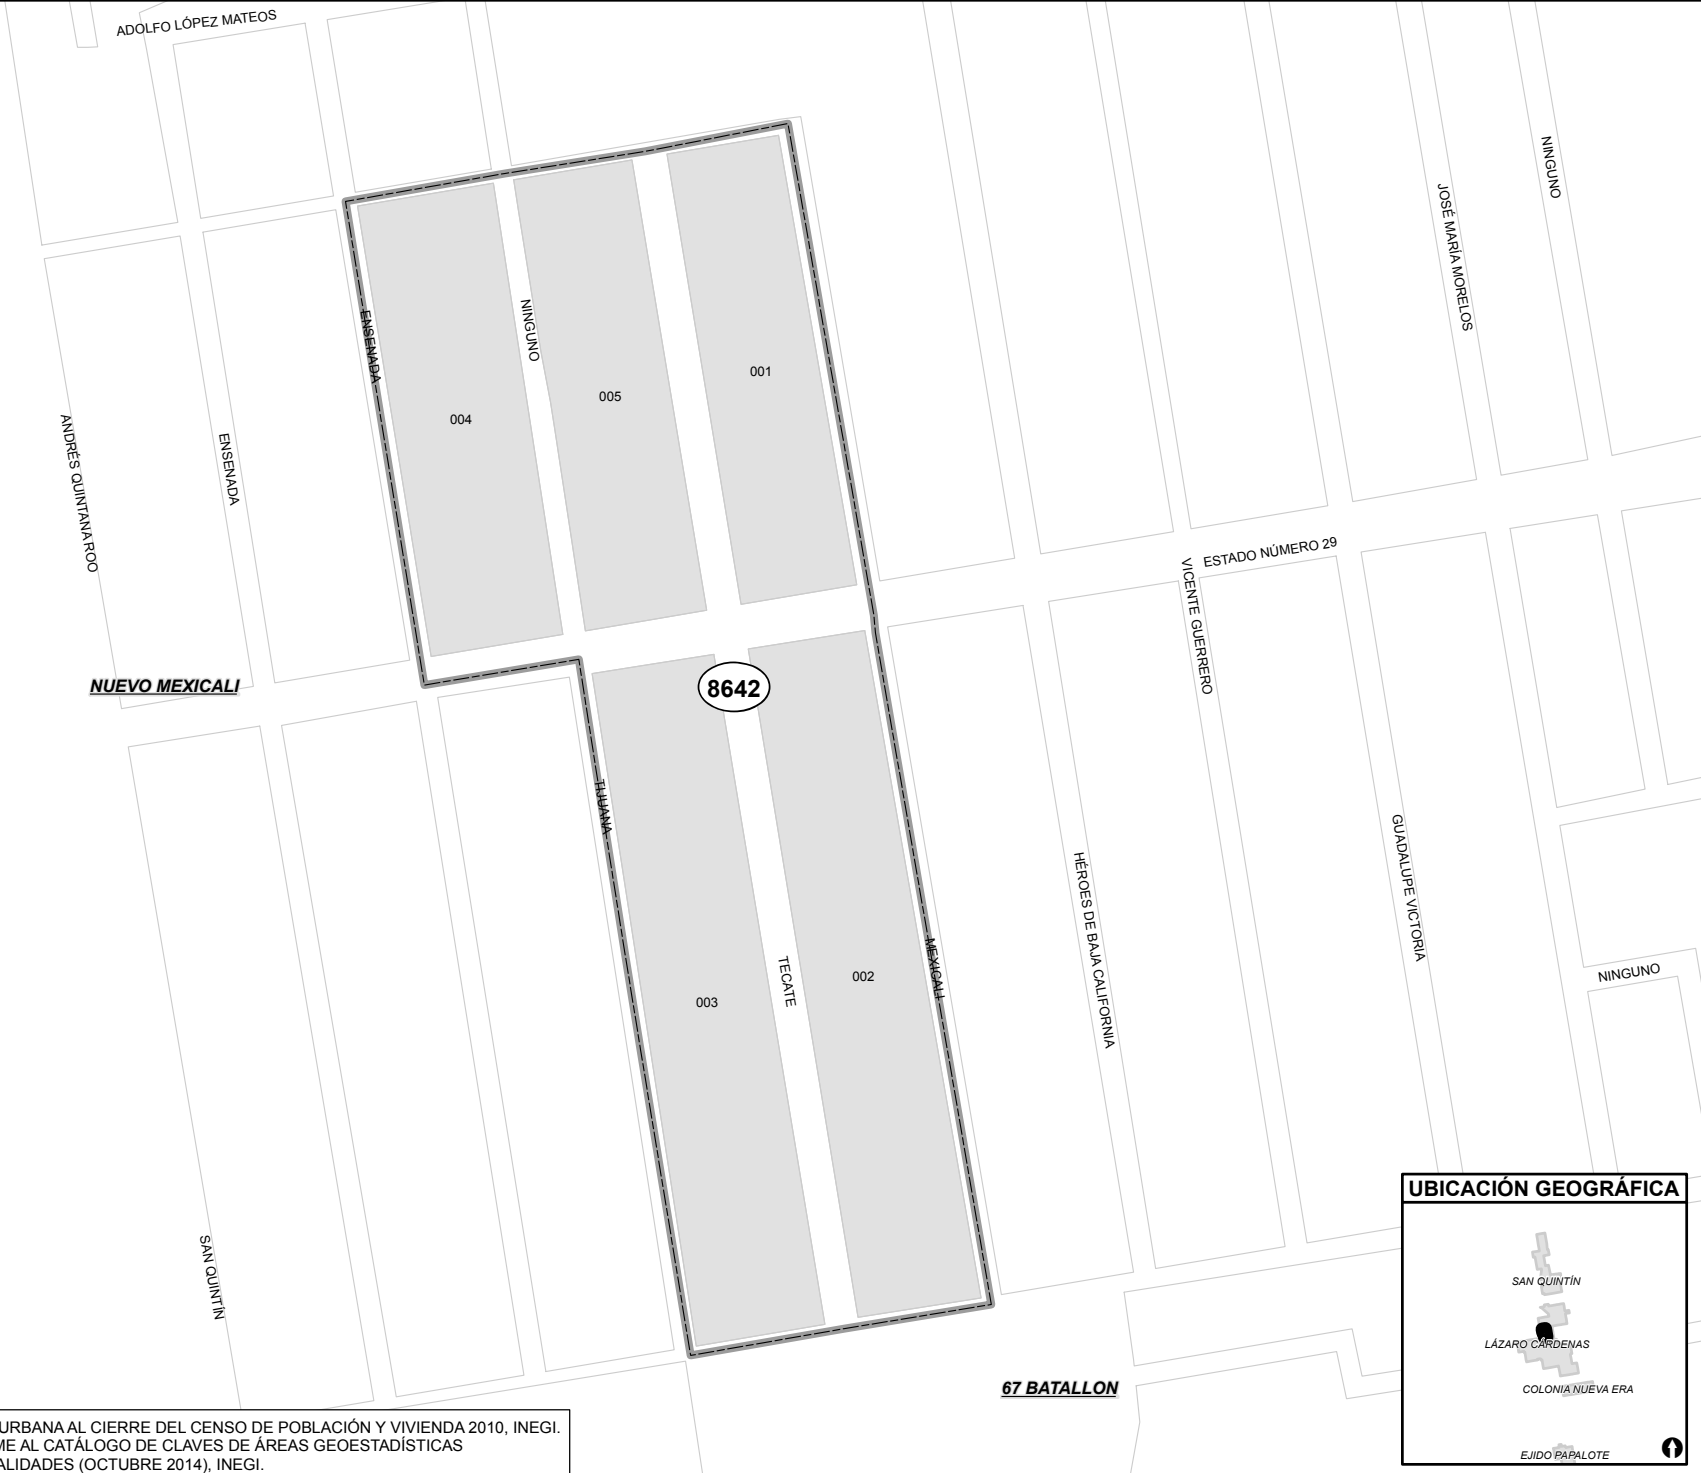 ADOLFO LÓPEZ MATEOS
NINGUNO
JOSÉ MARÍA MORELOS
ENSENADA
NINGUNO
001
005
004
ANDRÉS QUINTANA ROO
ENSENADA
ESTADO NÚMERO 29
VICENTE GUERRERO
NUEVO MEXICALI
8642
TIJUANA
HÉROES DE BAJA CALIFORNIA
GUADALUPE VICTORIA
TECATE
MEXICALI
002
003
NINGUNO
SAN QUINTÍN
67 BATALLON
UBICACIÓN GEOGRÁFICA
SAN QUINTÍN
LÁZARO CÁRDENAS
COLONIA NUEVA ERA
EJIDO PAPALOTE
URBANA AL CIERRE DEL CENSO DE POBLACIÓN Y VIVIENDA 2010, INEGI.
ME AL CATÁLOGO DE CLAVES DE ÁREAS GEOESTADÍSTICAS
ALIDADES (OCTUBRE 2014), INEGI.